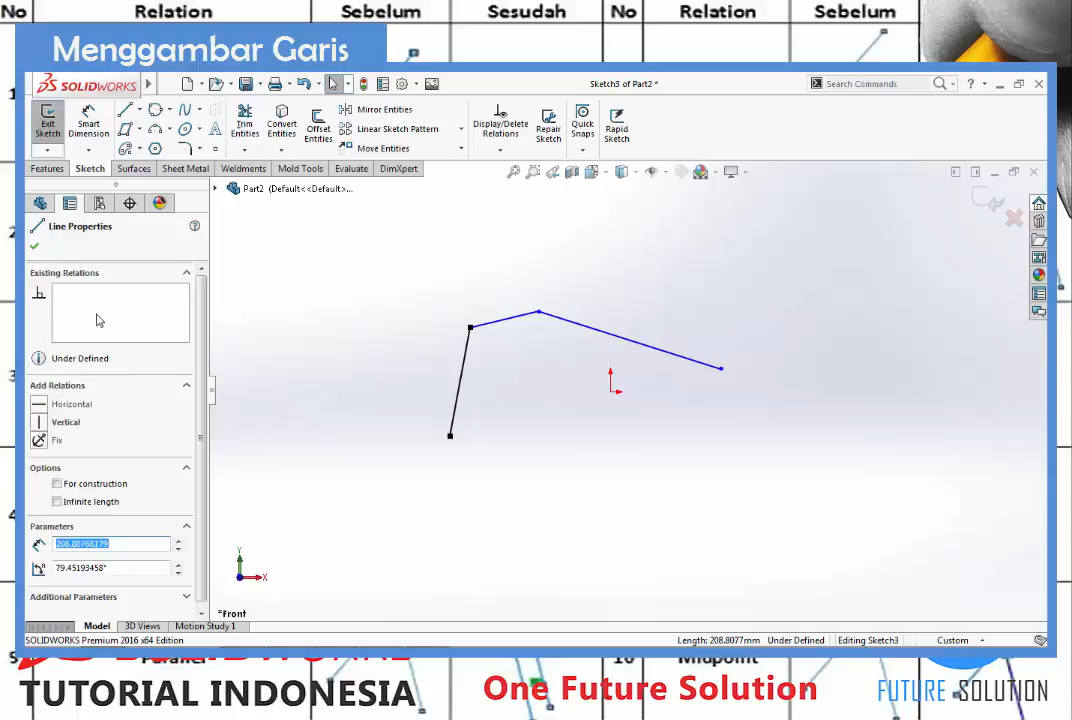 No Relation Sebelum Sesudah No Relation Sebelum
Menggambar Garis
SOLIDWORKS
Sketch3 of Part2 *
Search Commands
Exit Sketch
Smart Dimension
Trim Entities
Convert Entities
Offset Entities
Mirror Entities
Linear Sketch Pattern
Move Entities
Display/Delete Relations
Repair Sketch
Quick Snaps
Rapid Sketch
Features Sketch Surfaces Sheet Metal Weldments Mold Tools Evaluate DimXpert
Part2 (Default<<Default>...
Line Properties
Existing Relations
Under Defined
Add Relations
Horizontal
Vertical
Fix
Options
For construction
Infinite length
Parameters
208.80768179
79.45193458°
Additional Parameters
Y
X
*Front
Model 3D Views Motion Study 1
SOLIDWORKS Premium 2016 x64 Edition
Length: 208.8077mm Under Defined Editing Sketch3 Custom
Parallel 10 Midpoint
TUTORIAL INDONESIA
One Future Solution
FUTURE SOLUTION